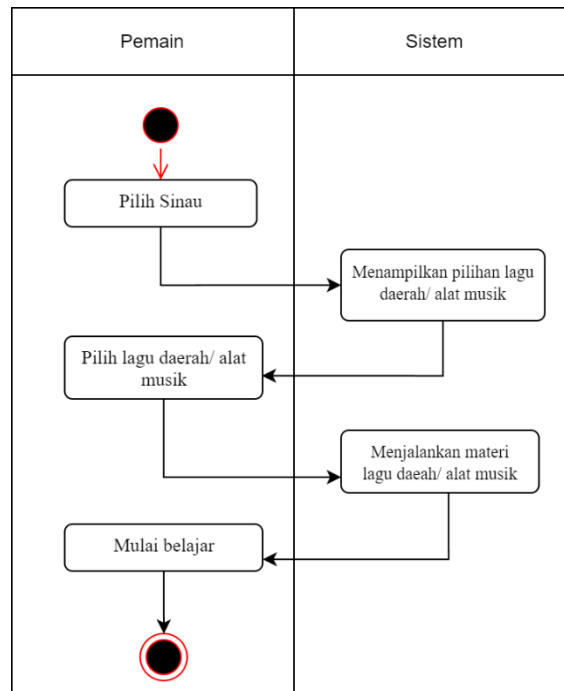 Pemain
Sistem
Pilih Sinau
Menampilkan pilihan lagu
daerah/ alat musik
Pilih lagu daerah/ alat
musik
Menjalankan materi
lagu daeah/ alat musik
Mulai belajar